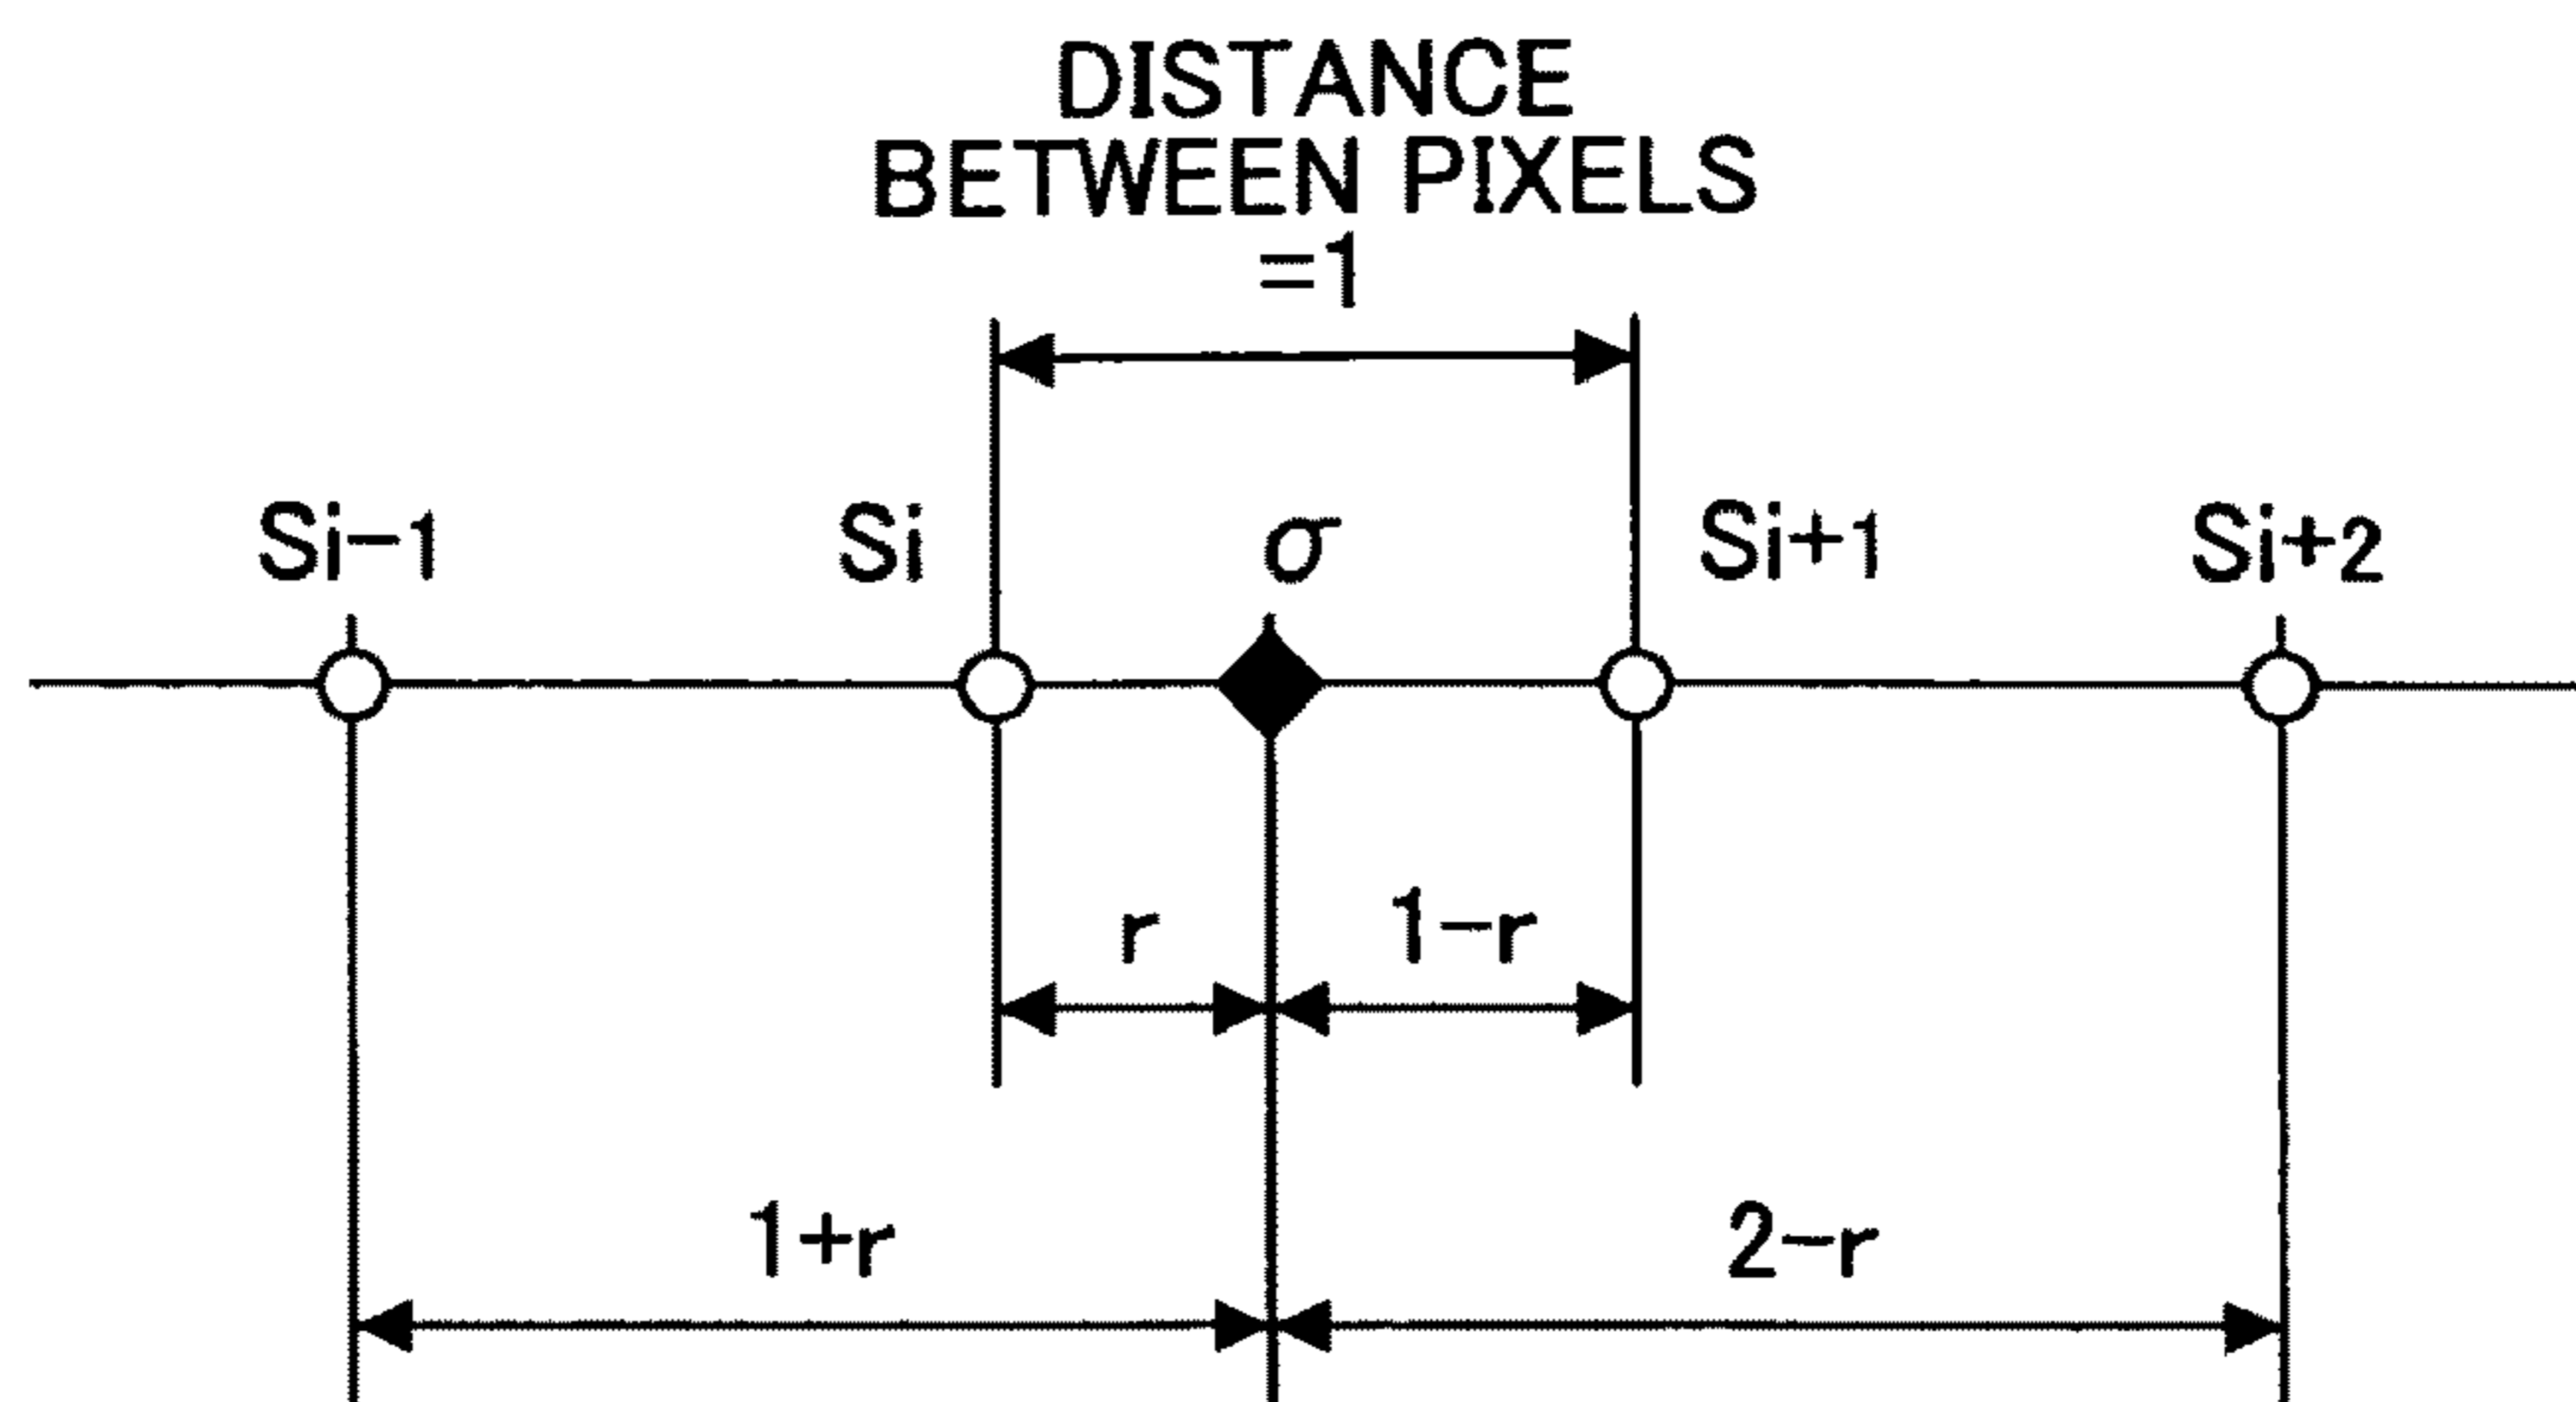 DISTANCE
BETWEEN PIXELS
=1
Si-1 Si σ Si+1 Si+2
r 1-r
1+r 2-r